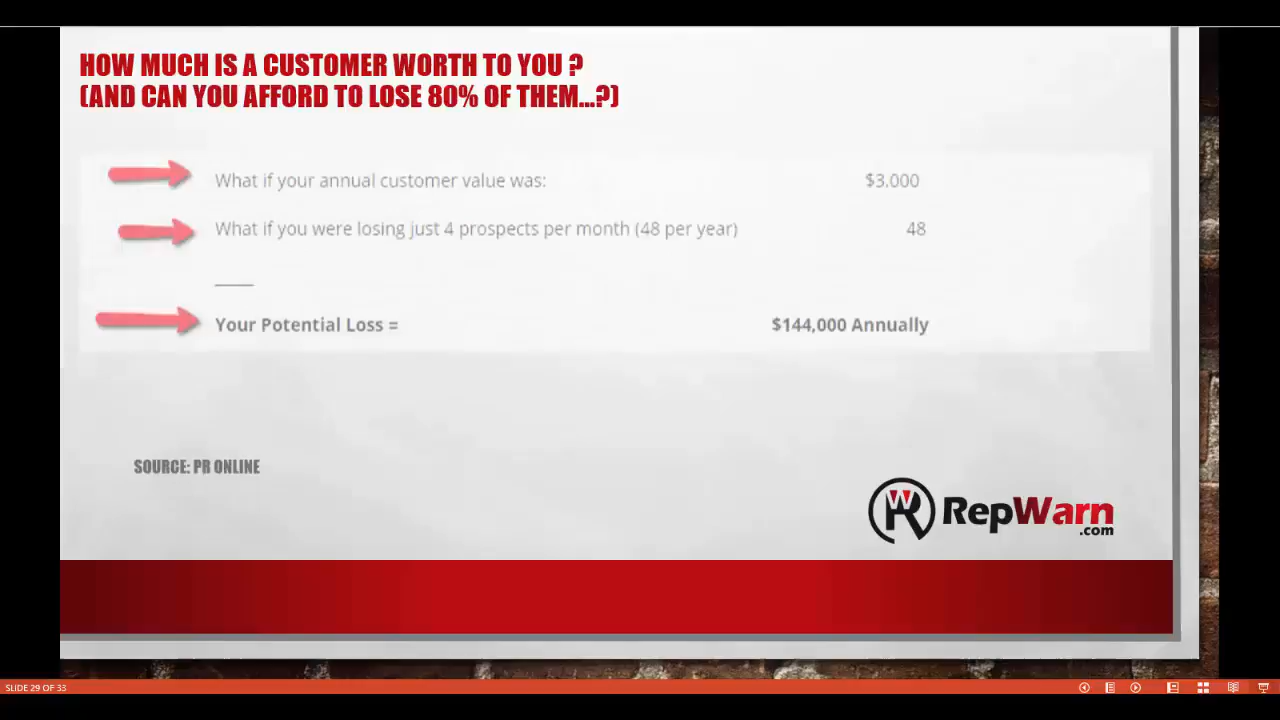 HOW MUCH IS A CUSTOMER WORTH TO YOU ?
(AND CAN YOU AFFORD TO LOSE 80% OF THEM...?)
What if your annual customer value was: $3,000
What if you were losing just 4 prospects per month (48 per year) 48
Your Potential Loss = $144,000 Annually
SOURCE: PR ONLINE
RepWarn
.com
SLIDE 29 OF 33